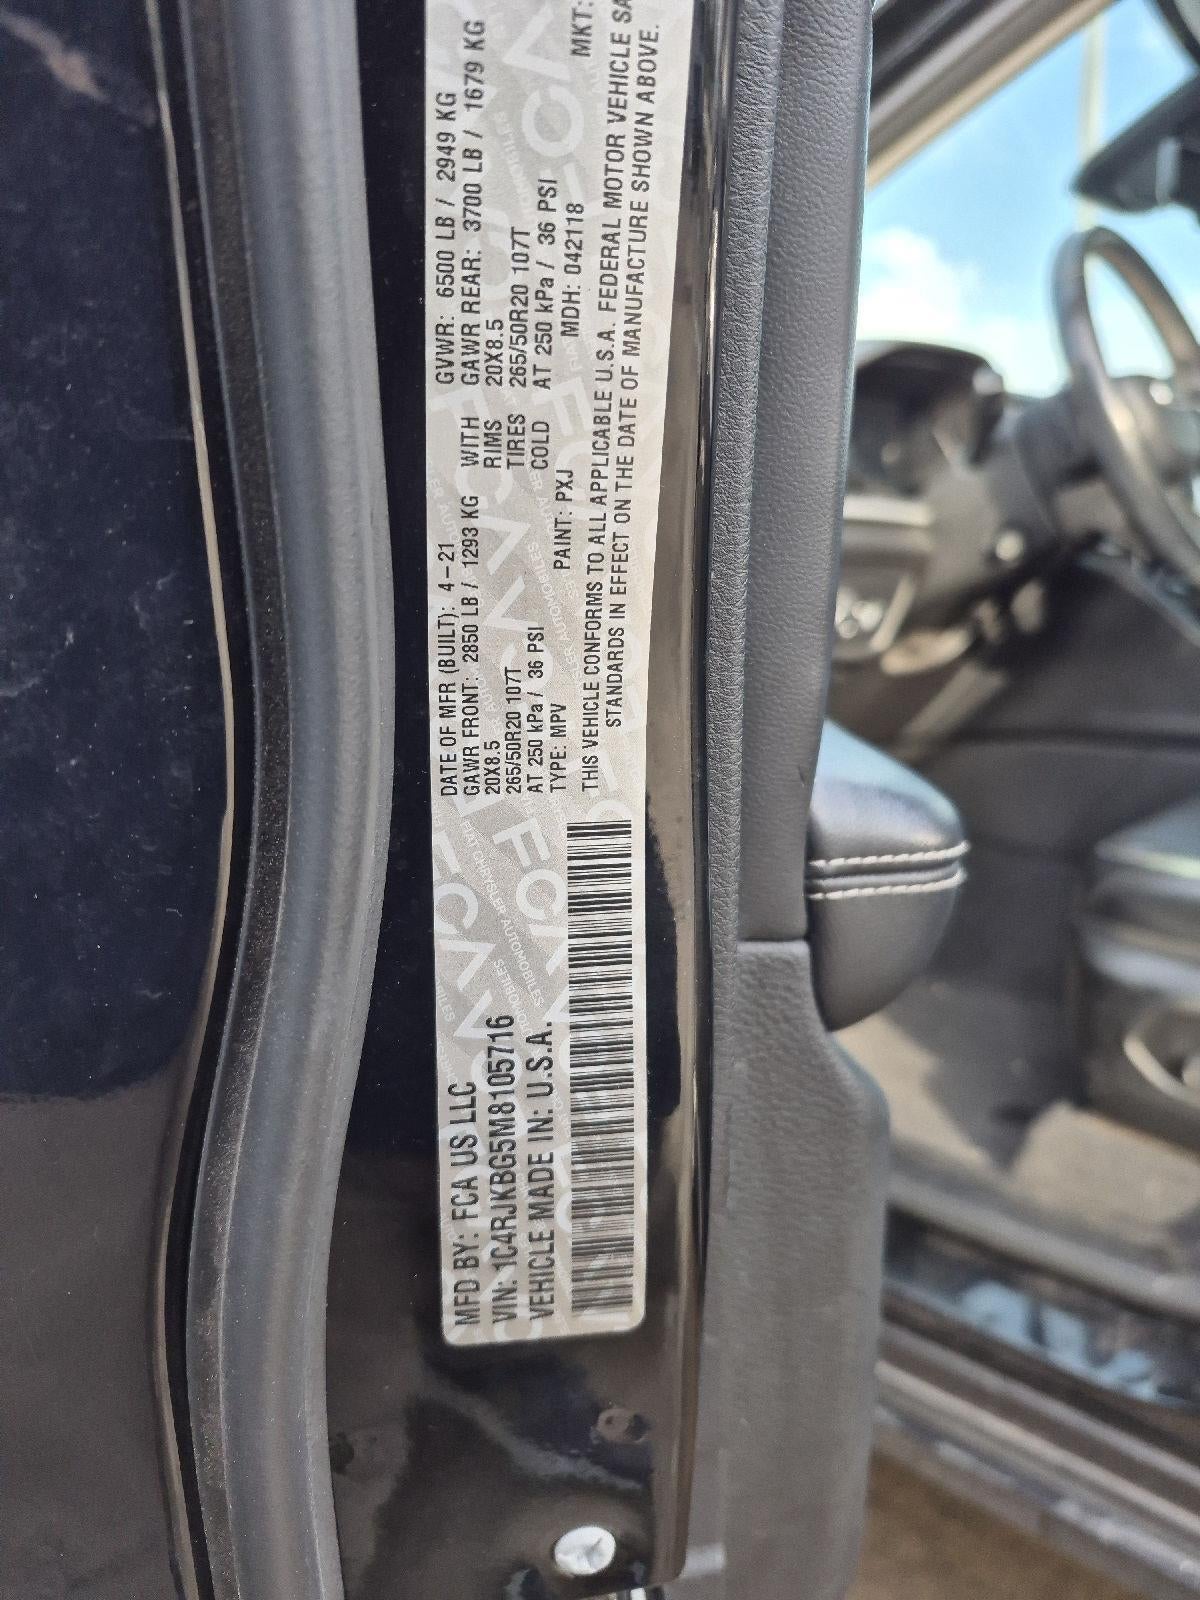 MFD BY: FCA US LLC
VIN: 1C4RJKBG5M8105716
VEHICLE MADE IN: U.S.A.
DATE OF MFR (BUILT): 4-21 GVWR: 6500 LB / 2949 KG
GAWR FRONT: 2850 LB / 1293 KG WITH GAWR REAR: 3700 LB / 1679 KG
20X8.5 RIMS 20X8.5
265/50R20 107T TIRES 265/50R20 107T
AT 250 kPa / 36 PSI COLD AT 250 kPa / 36 PSI
TYPE: MPV PAINT: PXJ MDH: 042118 MKT:
THIS VEHICLE CONFORMS TO ALL APPLICABLE U.S.A. FEDERAL MOTOR VEHICLE SA
STANDARDS IN EFFECT ON THE DATE OF MANUFACTURE SHOWN ABOVE.